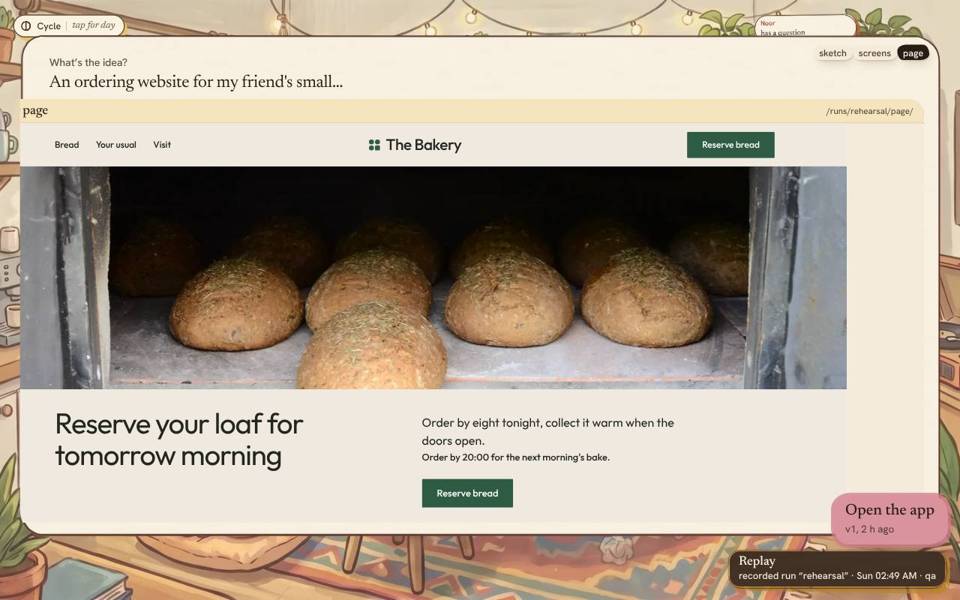 Cycle | tap for day
Noor
has a question
What's the idea?
An ordering website for my friend's small...
sketch screens page
page
/runs/rehearsal/page/
Bread Your usual Visit
The Bakery
Reserve bread
Reserve your loaf for
tomorrow morning
Order by eight tonight, collect it warm when the
doors open.
Order by 20:00 for the next morning's bake.
Reserve bread
Open the app
v1, 2 h ago
Replay
recorded run "rehearsal" · Sun 02:49 AM · qa